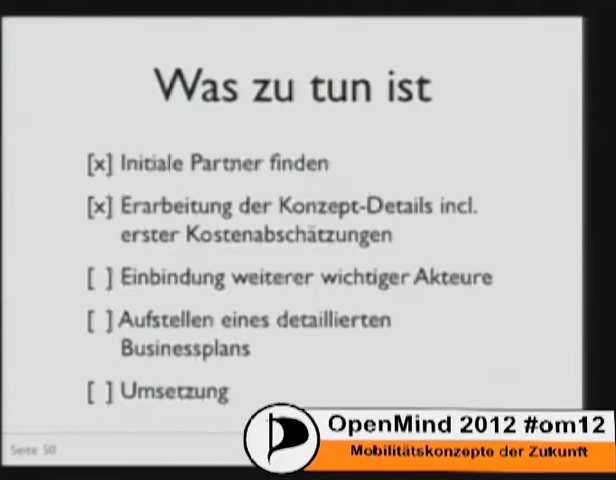 Was zu tun ist
[x] Initiale Partner finden
[x] Erarbeitung der Konzept-Details incl.
erster Kostenabschätzungen
[ ] Einbindung weiterer wichtiger Akteure
[ ] Aufstellen eines detaillierten
Businessplans
[ ] Umsetzung
Seite 50
OpenMind 2012 #om12
Mobilitätskonzepte der Zukunft